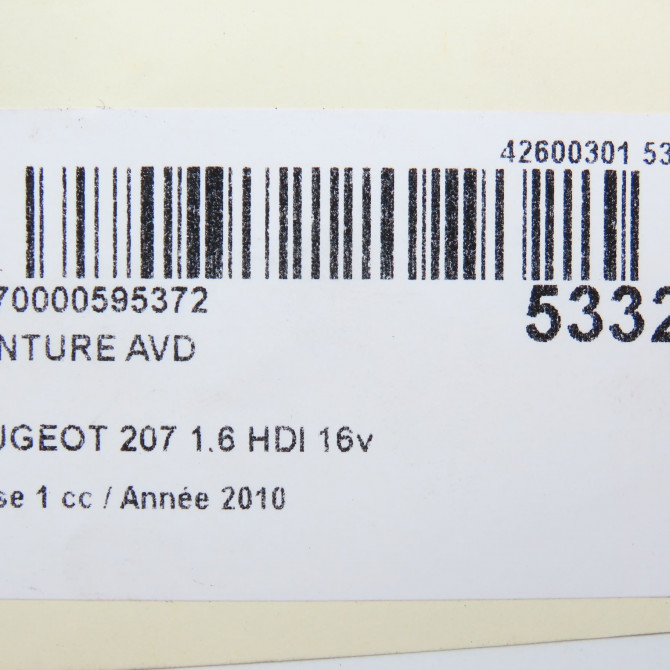 42600301 53
70000595372
5332
NTURE AVD
UGEOT 207 1.6 HDI 16v
se 1 cc / Année 2010